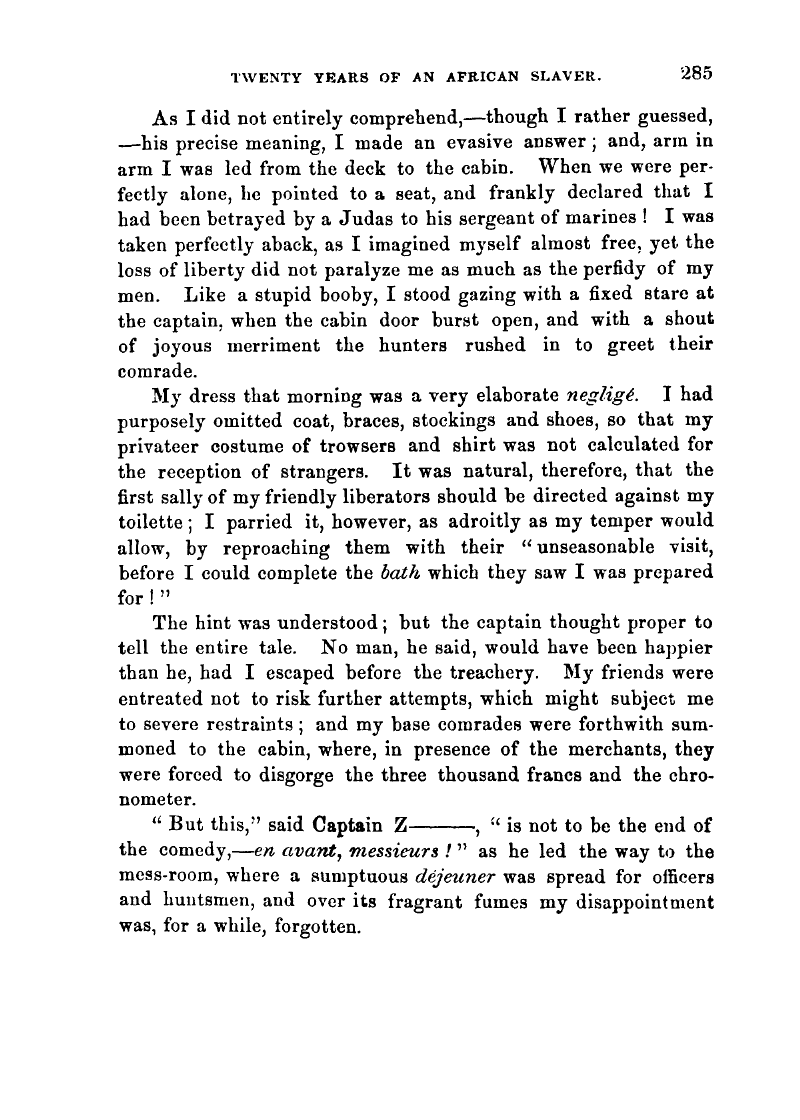 TWENTY YEARS OF AN AFRICAN SLAVER. 285
As I did not entirely comprehend,—though I rather guessed,
—his precise meaning, I made an evasive answer ; and, arm in
arm I was led from the deck to the cabin. When we were per-
fectly alone, he pointed to a seat, and frankly declared that I
had been betrayed by a Judas to his sergeant of marines ! I was
taken perfectly aback, as I imagined myself almost free, yet the
loss of liberty did not paralyze me as much as the perfidy of my
men. Like a stupid booby, I stood gazing with a fixed stare at
the captain, when the cabin door burst open, and with a shout
of joyous merriment the hunters rushed in to greet their
comrade.
My dress that morning was a very elaborate negligé. I had
purposely omitted coat, braces, stockings and shoes, so that my
privateer costume of trowsers and shirt was not calculated for
the reception of strangers. It was natural, therefore, that the
first sally of my friendly liberators should be directed against my
toilette ; I parried it, however, as adroitly as my temper would
allow, by reproaching them with their “ unseasonable visit,
before I could complete the bath which they saw I was prepared
for ! ”
The hint was understood ; but the captain thought proper to
tell the entire tale. No man, he said, would have been happier
than he, had I escaped before the treachery. My friends were
entreated not to risk further attempts, which might subject me
to severe restraints ; and my base comrades were forthwith sum-
moned to the cabin, where, in presence of the merchants, they
were forced to disgorge the three thousand francs and the chro-
nometer.
“ But this,” said Captain Z———, “ is not to be the end of
the comedy,—en avant, messieurs ! ” as he led the way to the
mess-room, where a sumptuous déjeuner was spread for officers
and huntsmen, and over its fragrant fumes my disappointment
was, for a while, forgotten.